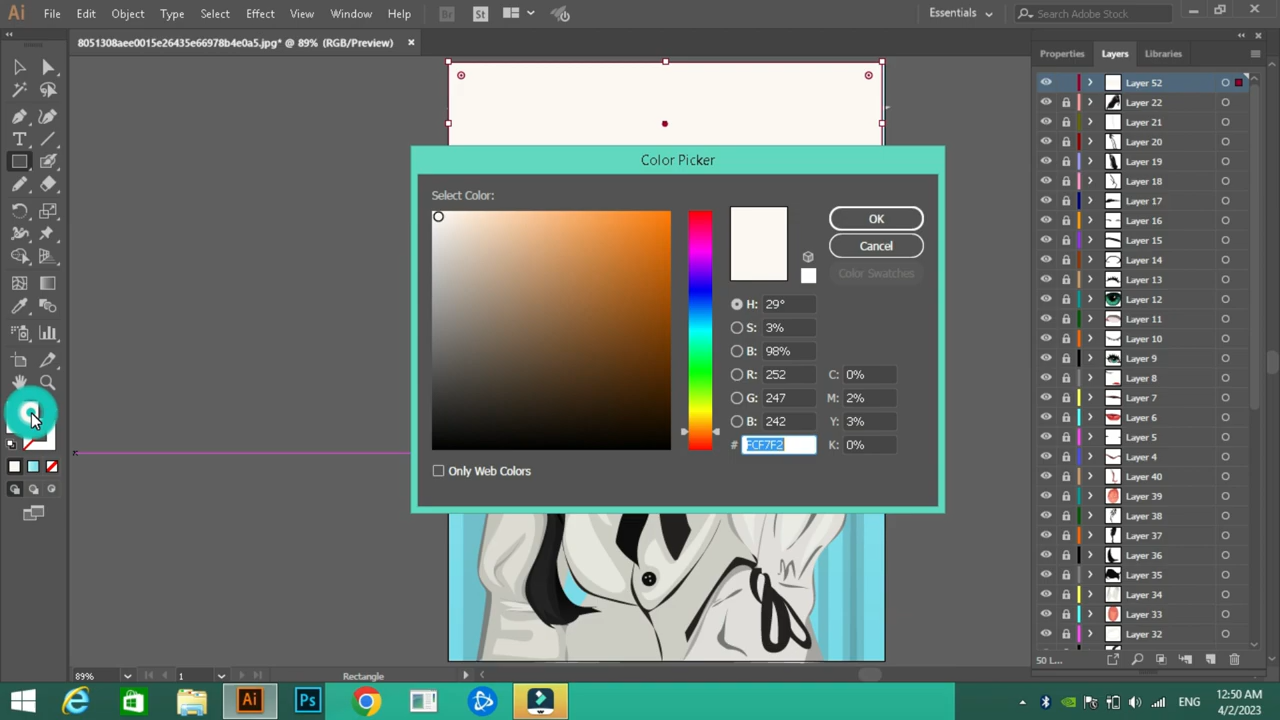 Ai File Edit Object Type Select Effect View Window Help Br St Essentials Search Adobe Stock
8051308aee0015e26435e66978b4e0a5.jpg* @ 89% (RGB/Preview)
Properties Layers Libraries
Layer 52
Layer 22
Layer 21
Layer 20
Layer 19
Layer 18
Layer 17
Layer 16
Layer 15
Layer 14
Layer 13
Layer 12
Layer 11
Layer 10
Layer 9
Layer 8
Layer 7
Layer 6
Layer 5
Layer 4
Layer 40
Layer 39
Layer 38
Layer 37
Layer 36
Layer 35
Layer 34
Layer 33
Layer 32
50 L...
Color Picker
Select Color:
OK
Cancel
Color Swatches
H: 29°
S: 3%
B: 98%
R: 252 C: 0%
G: 247 M: 2%
B: 242 Y: 3%
# FCF7F2 K: 0%
Only Web Colors
89% 1 Rectangle
Ai Ps ENG
12:50 AM
4/2/2023